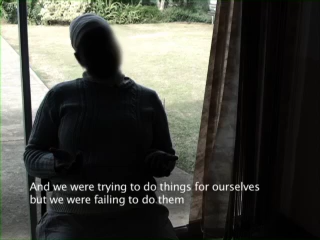 And we were trying to do things for ourselves
but we were failing to do them